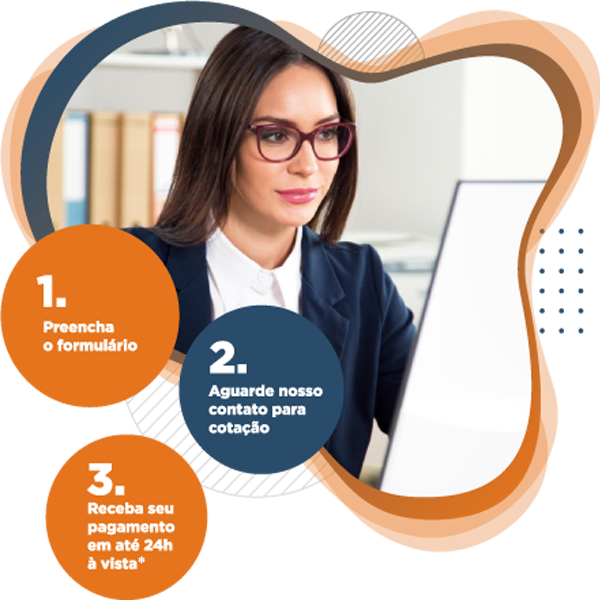 1.
Preencha
o formulário
2.
Aguarde nosso
contato para
cotação
3.
Receba seu
pagamento
em até 24h
à vista*